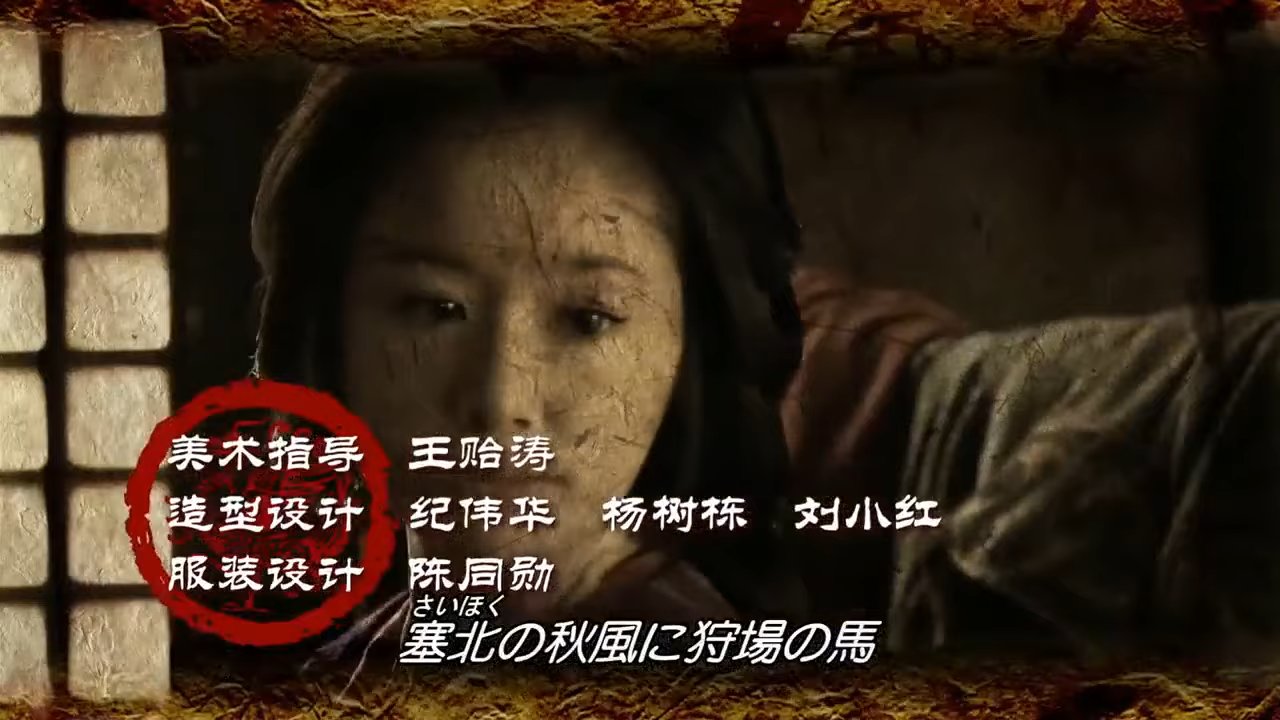 美术指导 王贻涛
造型设计 纪伟华 杨树栋 刘小红
服装设计 陈同勋
さいほく
塞北の秋風に狩場の馬